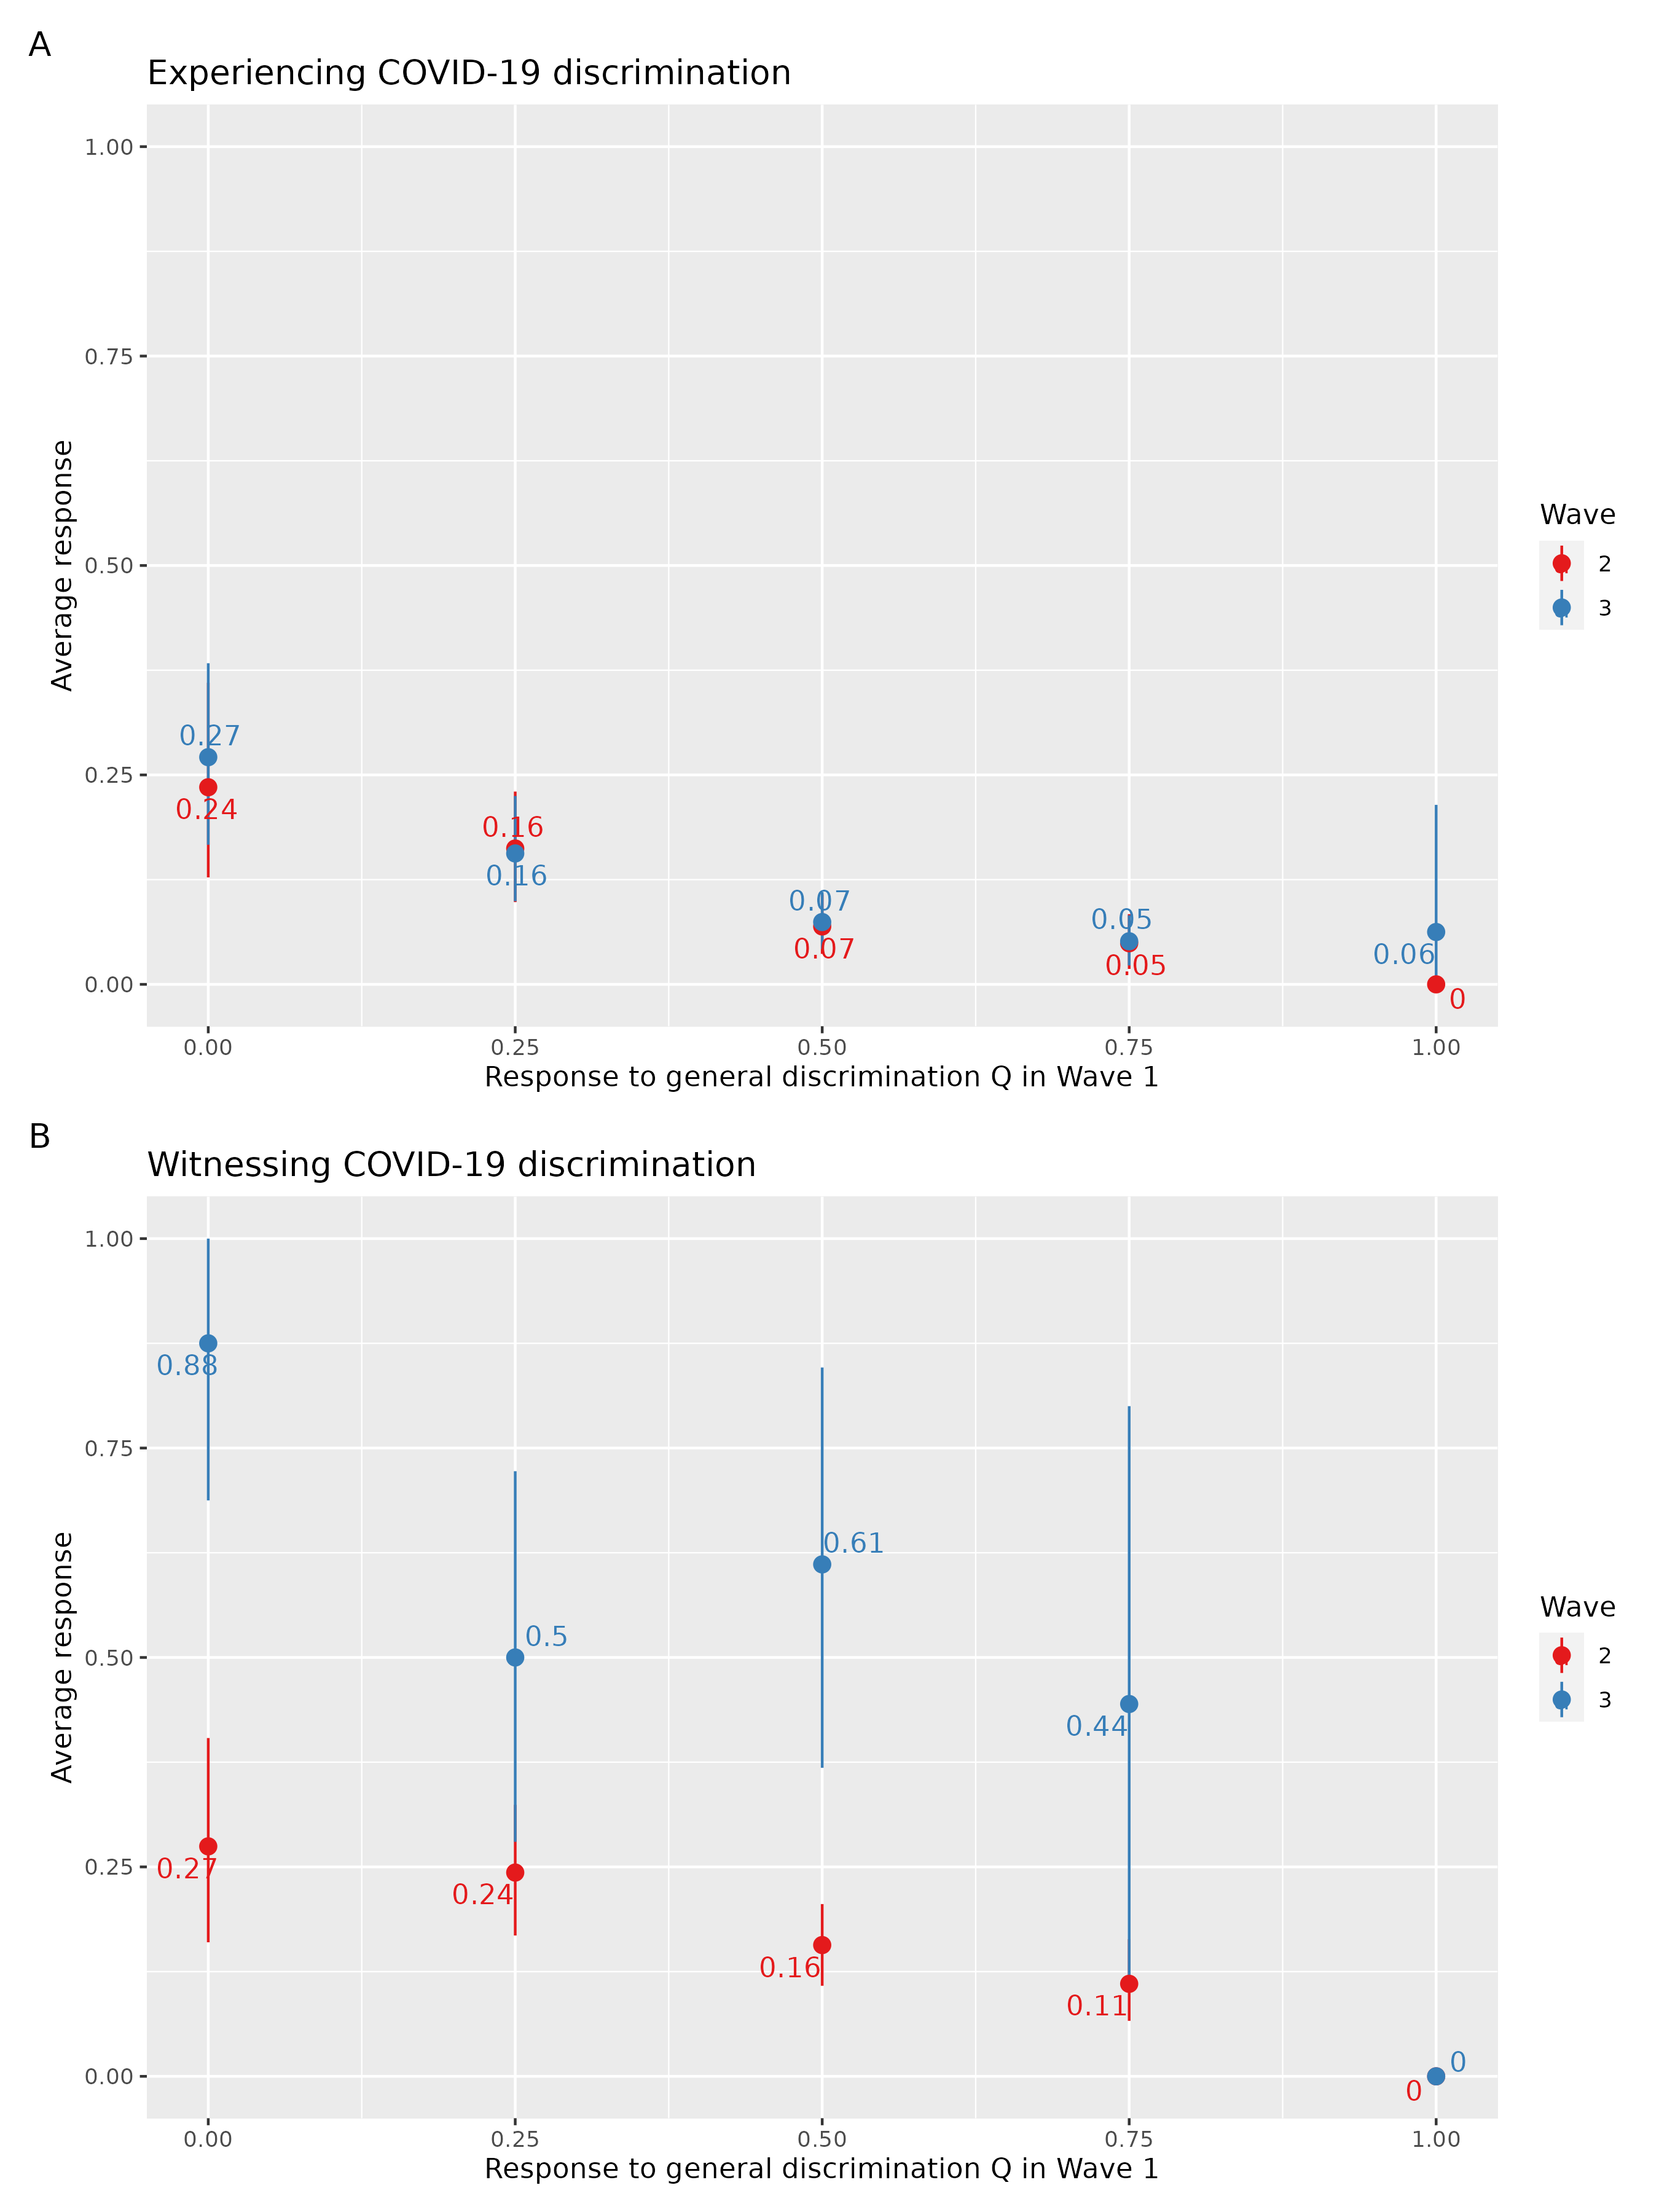 A
Experiencing COVID-19 discrimination
1.00
0.75
0.50
0.25
0.00
Average response
0.27
0.24
0.16
0.16
0.07
0.07
0.05
0.05
0.06
0
0.00 0.25 0.50 0.75 1.00
Response to general discrimination Q in Wave 1
Wave
2
3
B
Witnessing COVID-19 discrimination
1.00
0.75
0.50
0.25
0.00
Average response
0.88
0.27
0.5
0.24
0.61
0.16
0.44
0.11
0
0
0.00 0.25 0.50 0.75 1.00
Response to general discrimination Q in Wave 1
Wave
2
3